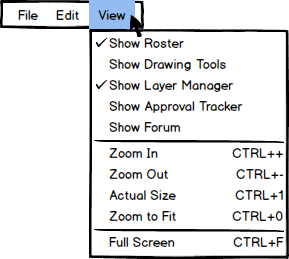 File Edit View
✓ Show Roster
Show Drawing Tools
✓ Show Layer Manager
Show Approval Tracker
Show Forum
Zoom In CTRL++
Zoom Out CTRL+-
Actual Size CTRL+1
Zoom to Fit CTRL+0
Full Screen CTRL+F